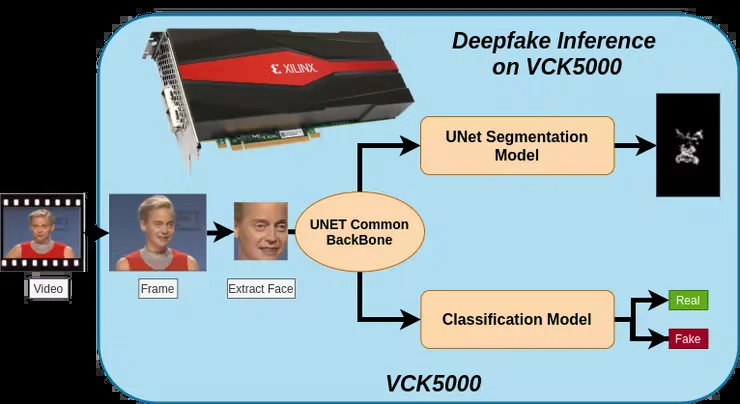 Deepfake Inference
on VCK5000
XILINX
UNet Segmentation
Model
UNET Common
BackBone
Video
Frame
Extract Face
Classification Model
Real
Fake
VCK5000